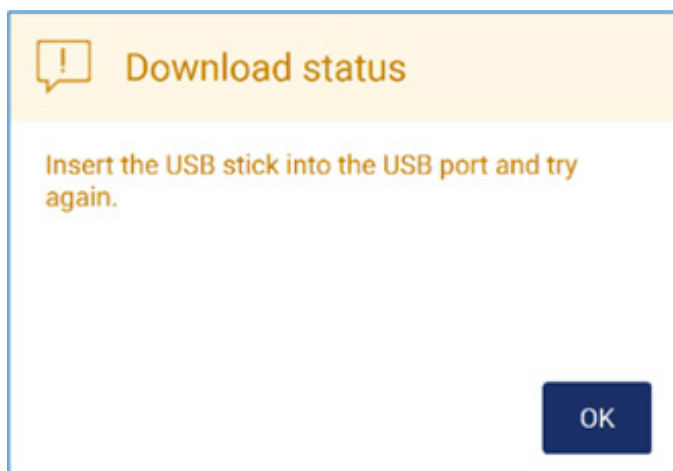 Download status
Insert the USB stick into the USB port and try
again.
OK